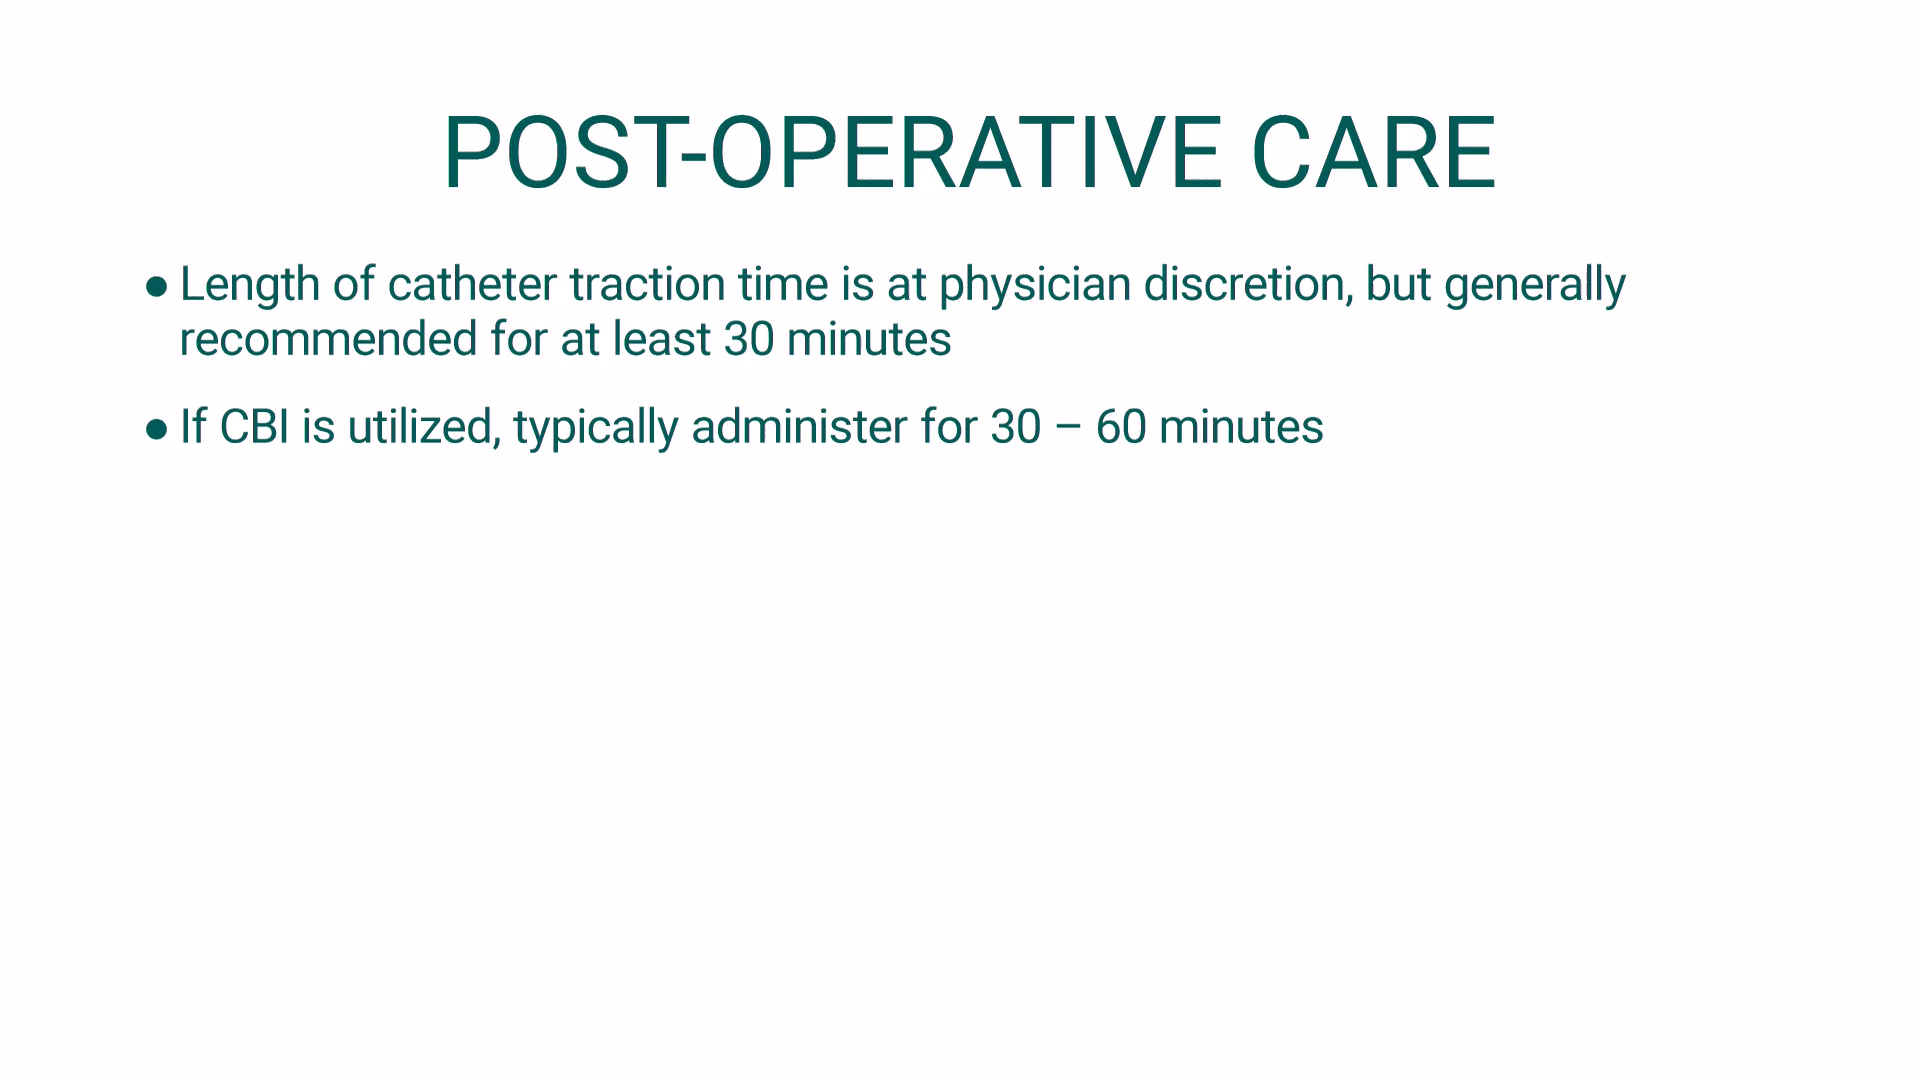 POST-OPERATIVE CARE
● Length of catheter traction time is at physician discretion, but generally
recommended for at least 30 minutes
● If CBI is utilized, typically administer for 30 – 60 minutes